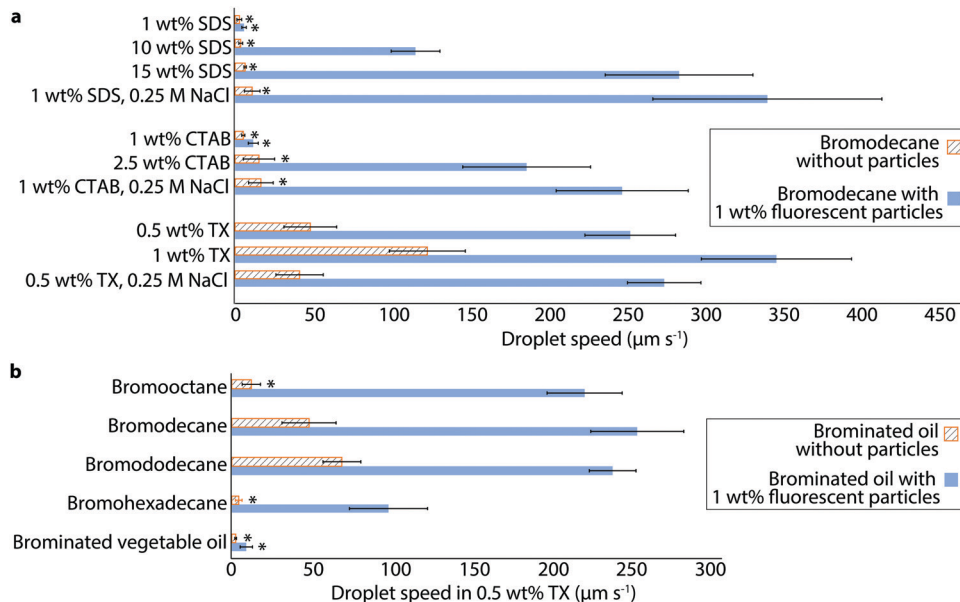 a
1 wt% SDS
*
*
10 wt% SDS
*
15 wt% SDS
*
1 wt% SDS, 0.25 M NaCl
*
1 wt% CTAB
*
*
2.5 wt% CTAB
*
1 wt% CTAB, 0.25 M NaCl
*
0.5 wt% TX
1 wt% TX
0.5 wt% TX, 0.25 M NaCl
Bromodecane
without particles
Bromodecane with
1 wt% fluorescent particles
0 50 100 150 200 250 300 350 400 450
Droplet speed (μm s⁻¹)
b
Bromooctane
*
Bromodecane
Bromododecane
Bromohexadecane
*
Brominated vegetable oil
*
*
Brominated oil
without particles
Brominated oil with
1 wt% fluorescent particles
0 50 100 150 200 250 300
Droplet speed in 0.5 wt% TX (μm s⁻¹)